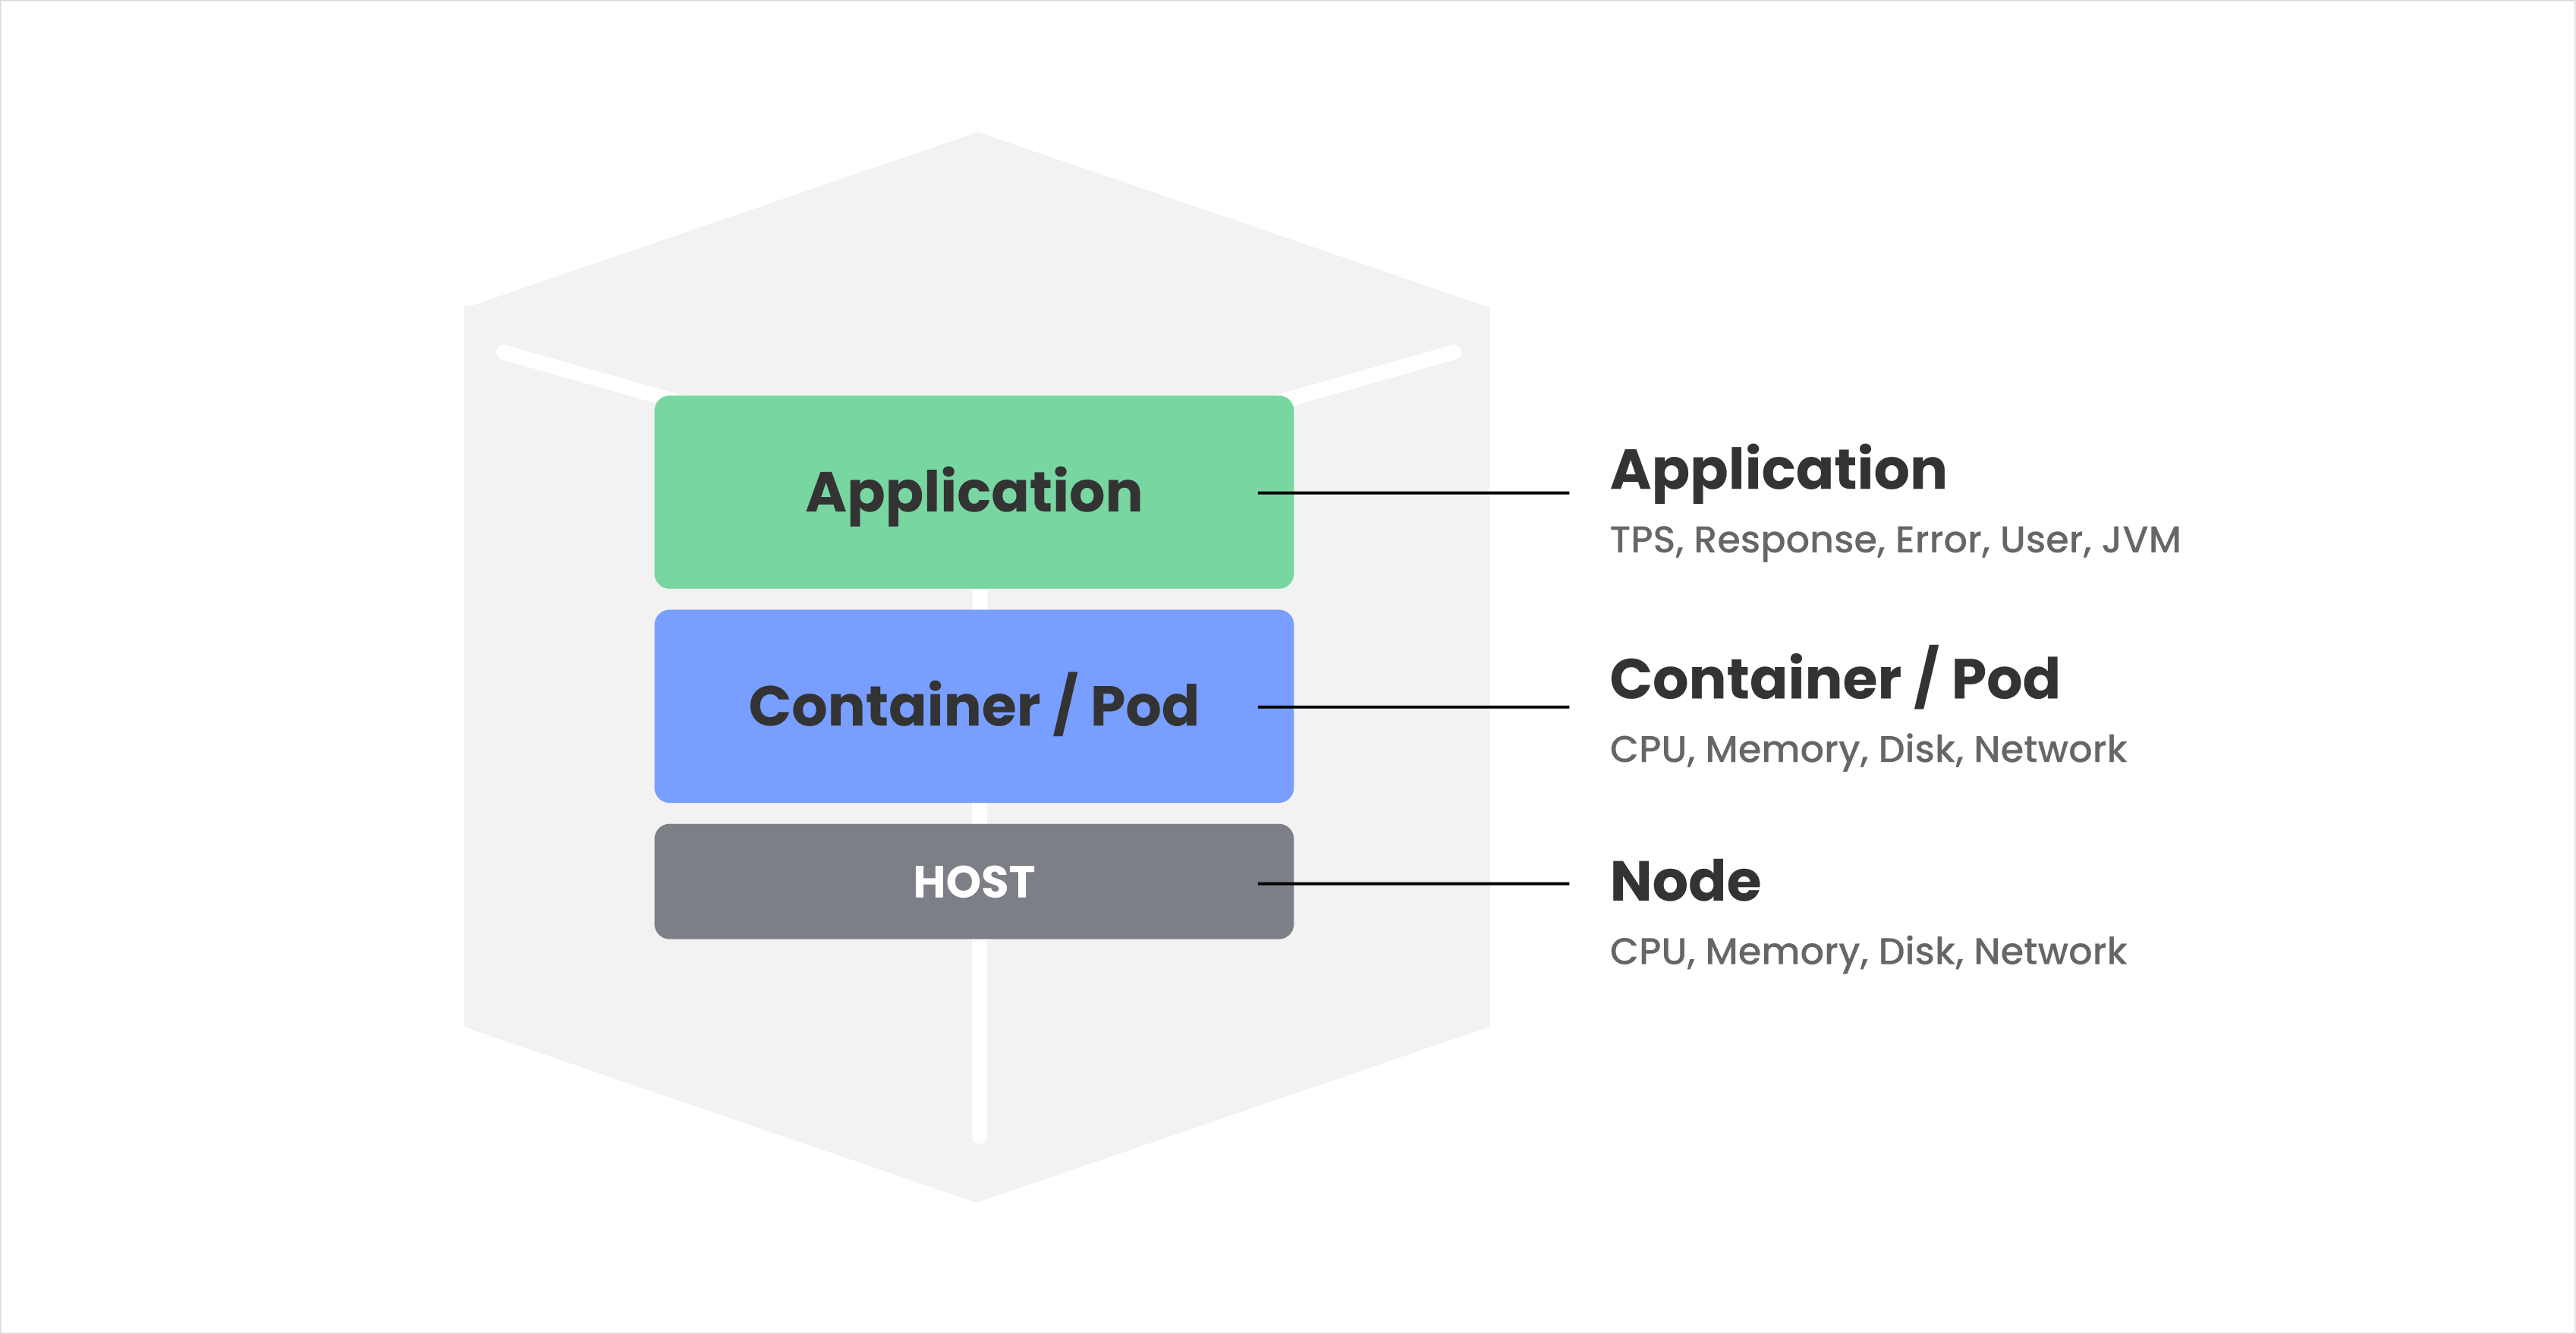 Application
Container / Pod
HOST
Application
TPS, Response, Error, User, JVM
Container / Pod
CPU, Memory, Disk, Network
Node
CPU, Memory, Disk, Network